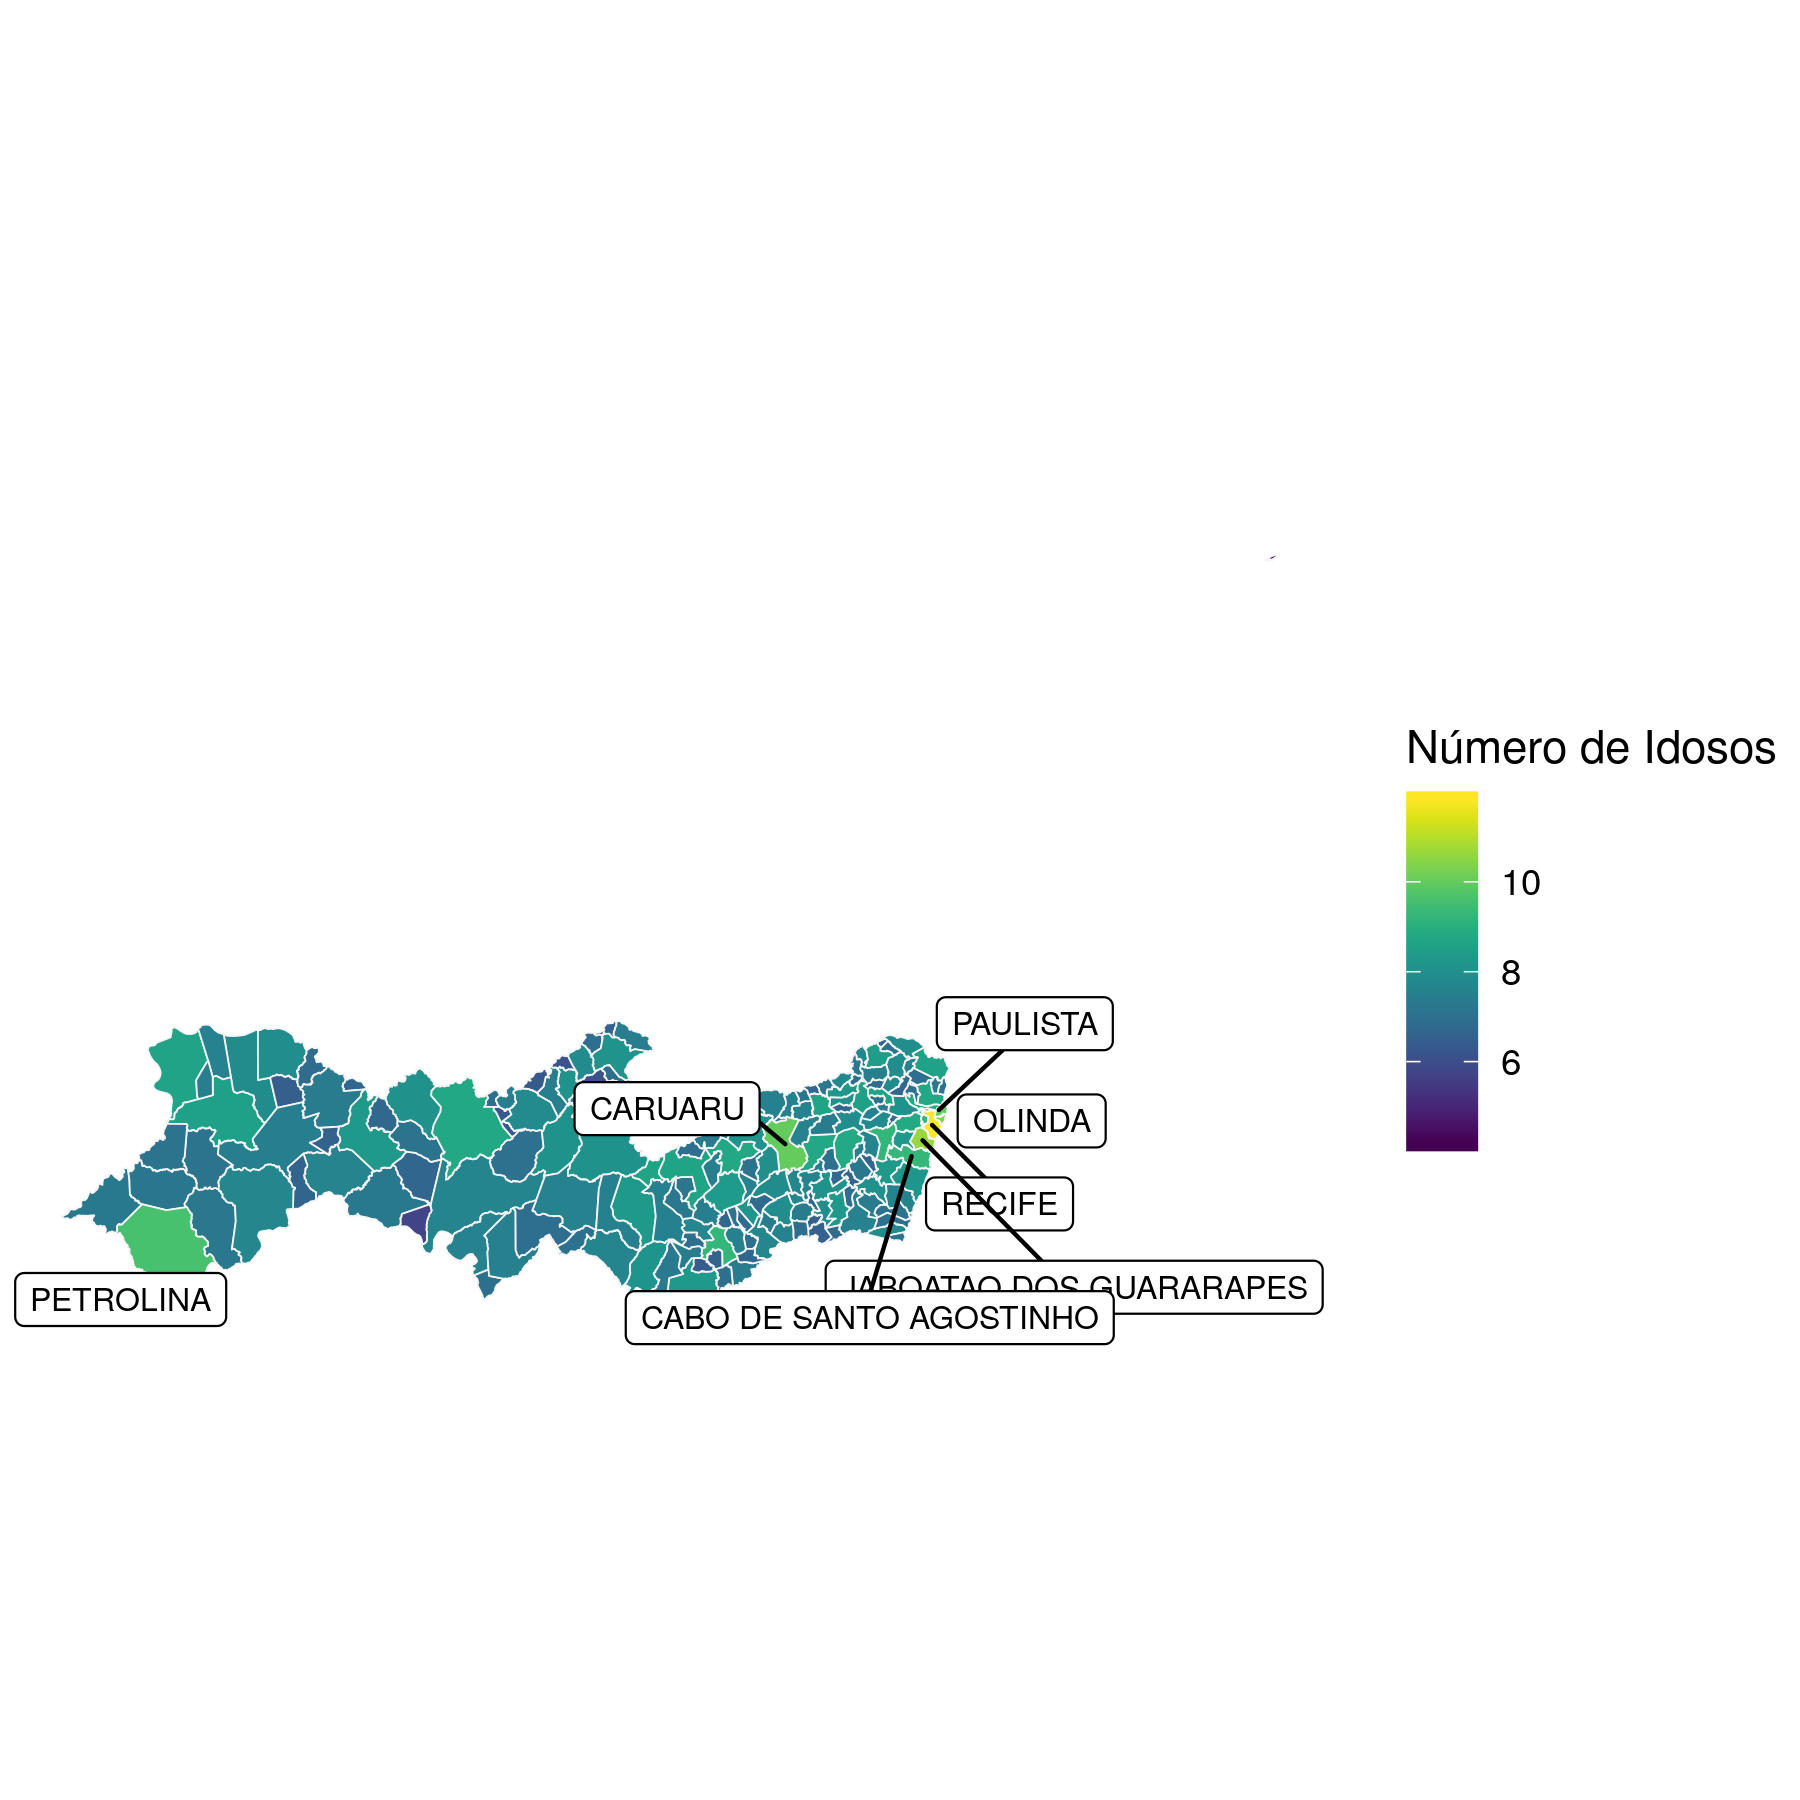 Número de Idosos
10
8
6
PAULISTA
CARUARU
OLINDA
RECIFE
JABOATAO DOS GUARARAPES
PETROLINA
CABO DE SANTO AGOSTINHO